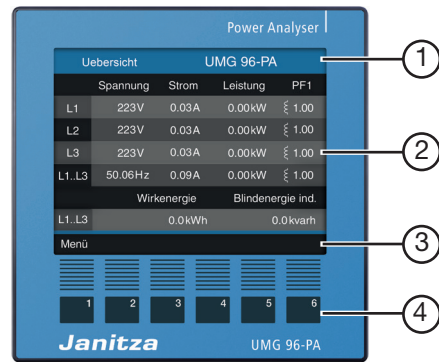 Power Analyser
Uebersicht UMG 96-PA
Spannung Strom Leistung PF1
L1 223V 0.03A 0.00kW ξ 1.00
L2 223V 0.03A 0.00kW ξ 1.00
L3 223V 0.03A 0.00kW ξ 1.00
L1..L3 50.06Hz 0.09A 0.00kW ξ 1.00
Wirkenergie Blindenergie ind.
L1..L3 0.0kWh 0.0kvarh
Menü
1 2 3 4 5 6
Janitza UMG 96-PA
1
2
3
4